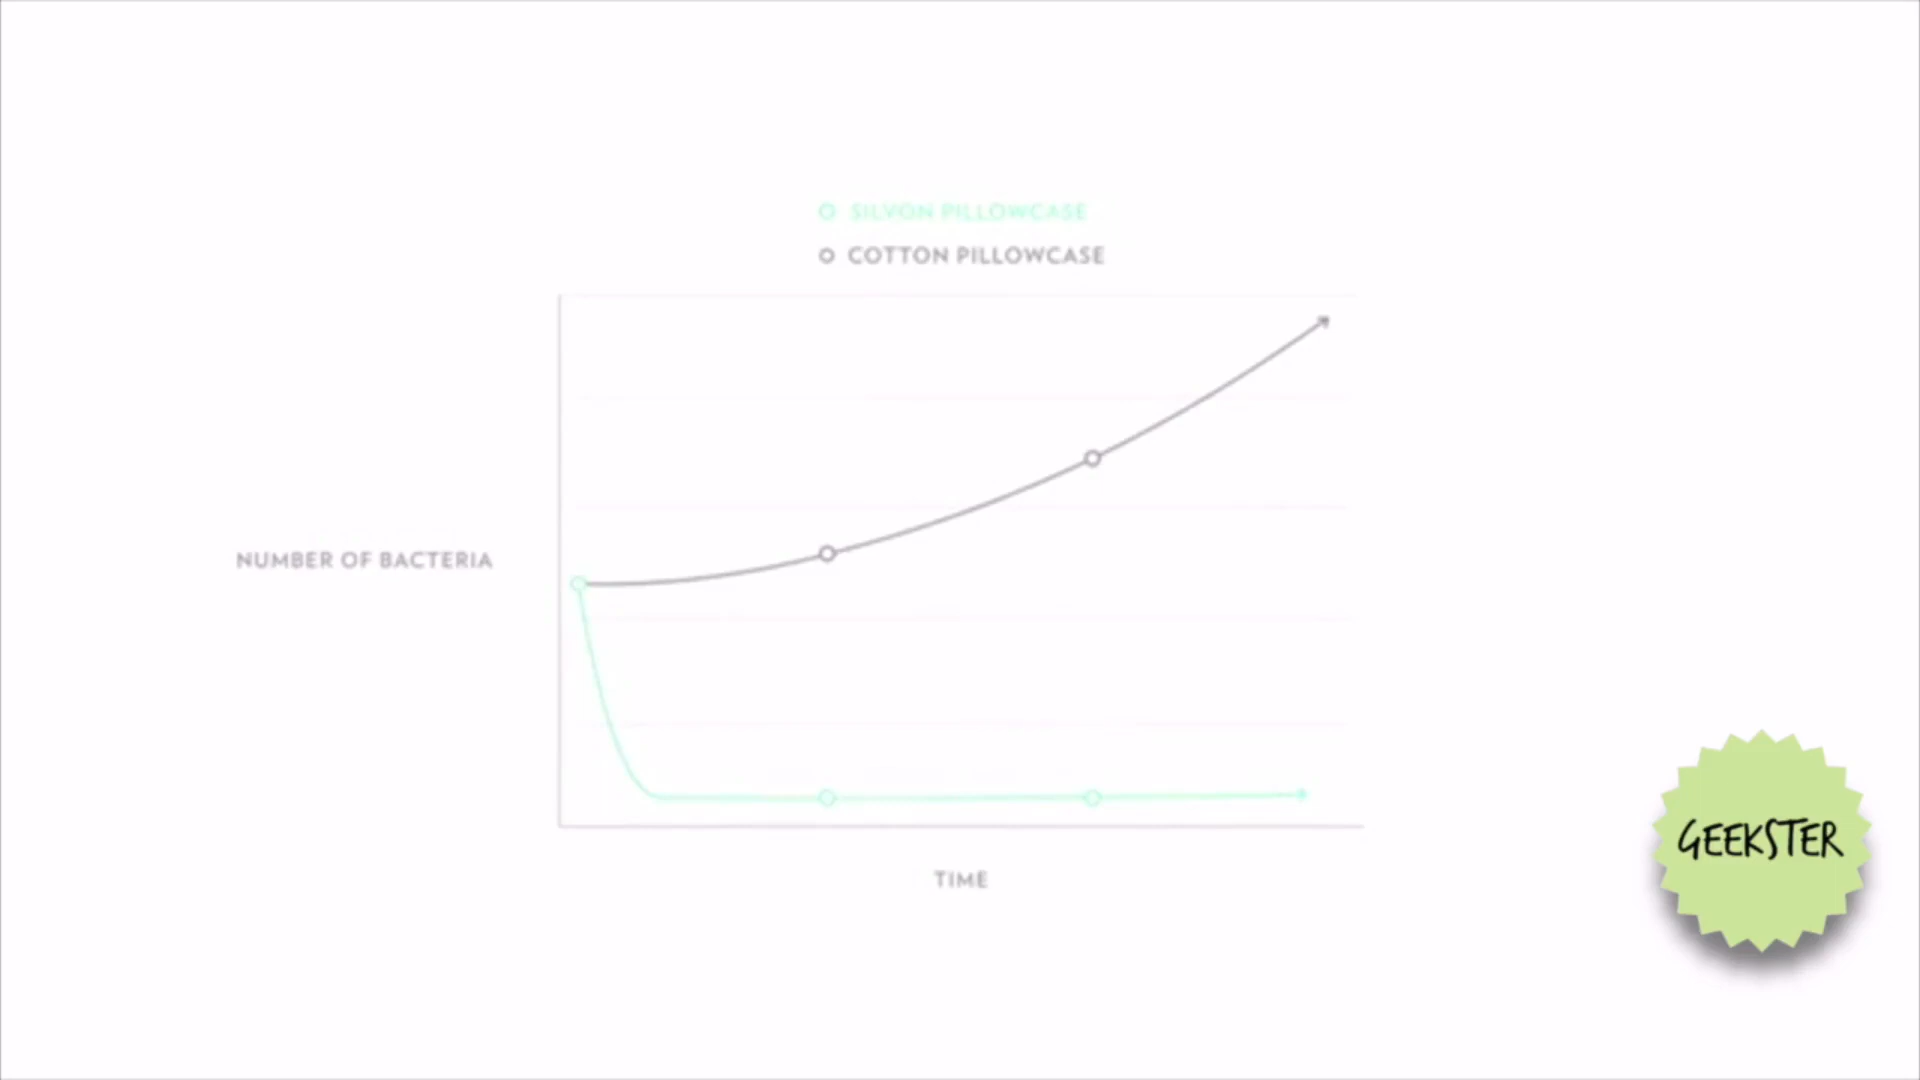 SILVON PILLOWCASE
COTTON PILLOWCASE
NUMBER OF BACTERIA
TIME
GEEKSTER